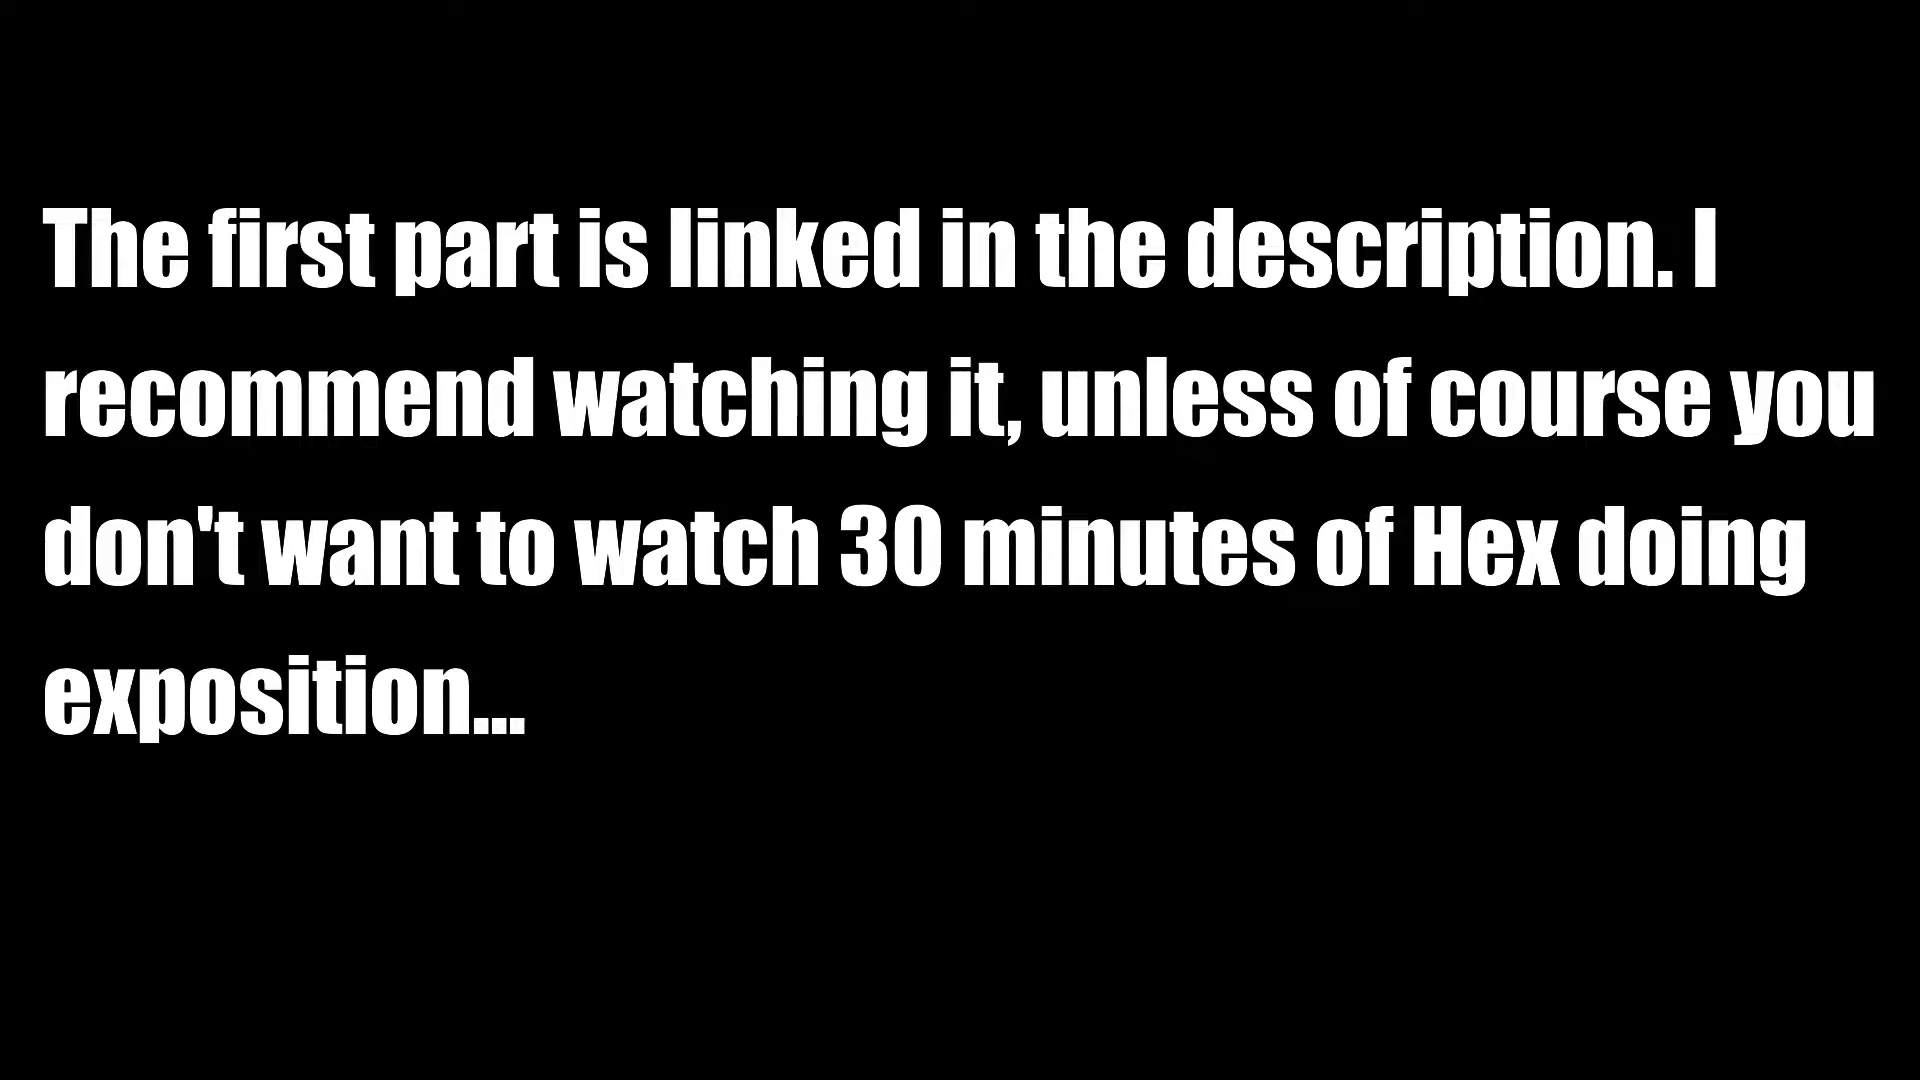 The first part is linked in the description. I
recommend watching it, unless of course you
don't want to watch 30 minutes of Hex doing
exposition...